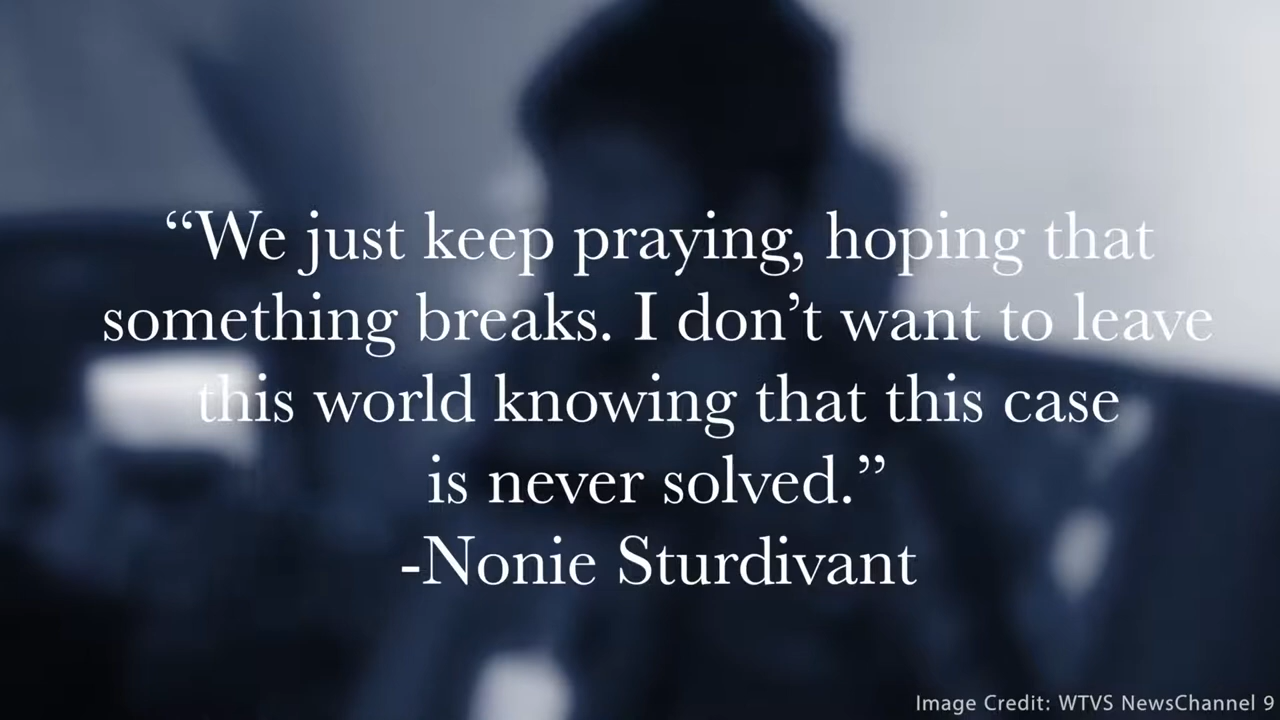 “We just keep praying, hoping that
something breaks. I don’t want to leave
this world knowing that this case
is never solved.”
-Nonie Sturdivant
Image Credit: WTVS NewsChannel 9